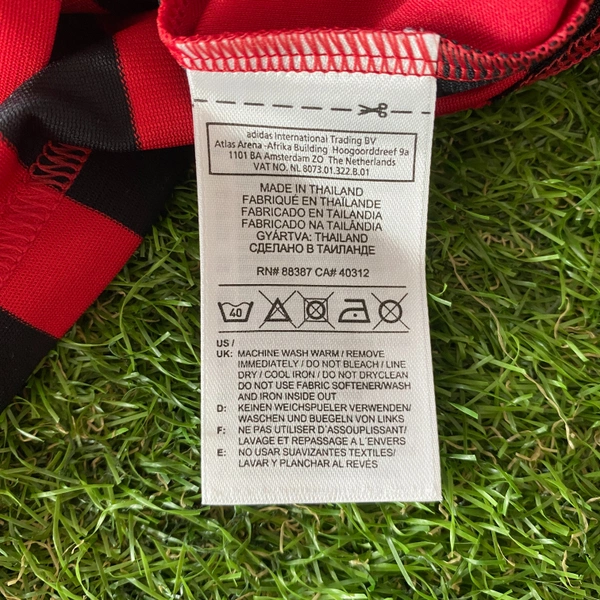 adidas International Trading BV
Atlas Arena -Afrika Building Hoogoorddreef 9a
1101 BA Amsterdam ZO The Netherlands
VAT NO. NL 8073.01.322.B.01
MADE IN THAILAND
FABRIQUÉ EN THAÏLANDE
FABRICADO EN TAILANDIA
FABRICADO NA TAILÂNDIA
GYÁRTVA: THAILAND
СДЕЛАНО В ТАИЛАНДЕ
RN# 88387 CA# 40312
40
US /
UK: MACHINE WASH WARM / REMOVE
IMMEDIATELY / DO NOT BLEACH / LINE
DRY / COOL IRON / DO NOT DRYCLEAN
DO NOT USE FABRIC SOFTENER/WASH
AND IRON INSIDE OUT
D: KEINEN WEICHSPUELER VERWENDEN/
WASCHEN UND BUEGELN VON LINKS
F: NE PAS UTILISER D´ASSOUPLISSANT/
LAVAGE ET REPASSAGE A L´ENVERS
E: NO USAR SUAVIZANTES TEXTILES/
LAVAR Y PLANCHAR AL REVÉS